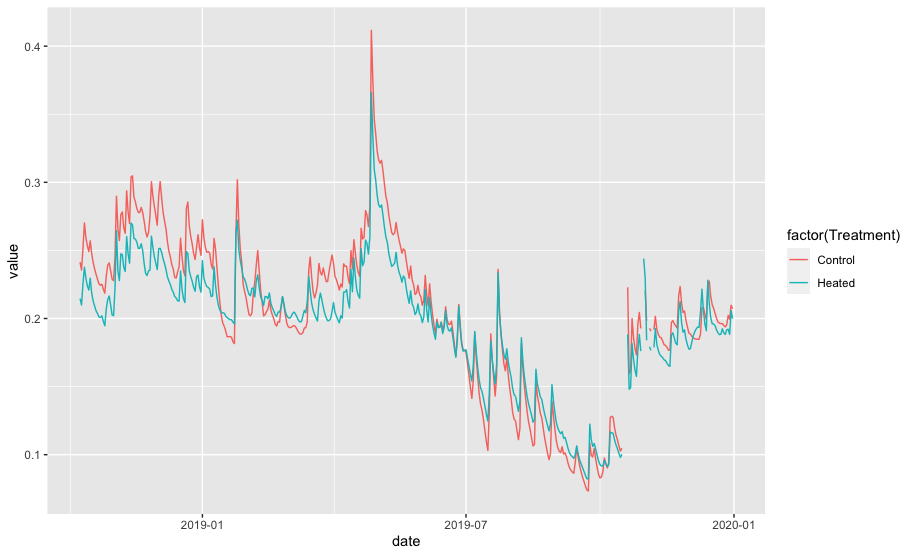 0.4
0.3
0.2
0.1
value
2019-01
2019-07
2020-01
date
factor(Treatment)
Control
Heated